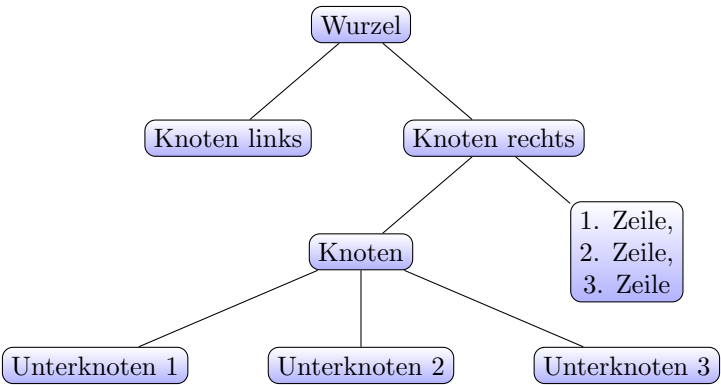 Wurzel
Knoten links
Knoten rechts
Knoten
1. Zeile,
2. Zeile,
3. Zeile
Unterknoten 1
Unterknoten 2
Unterknoten 3